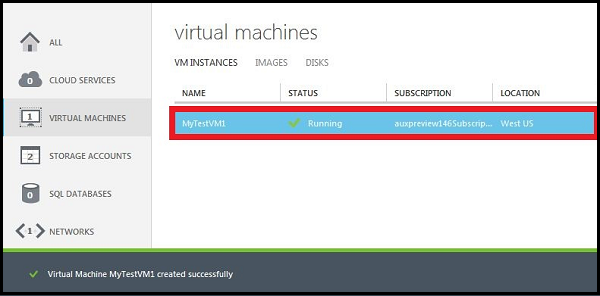 virtual machines
ALL
0 CLOUD SERVICES
1 VIRTUAL MACHINES
2 STORAGE ACCOUNTS
0 SQL DATABASES
1 NETWORKS
VM INSTANCES IMAGES DISKS
NAME STATUS SUBSCRIPTION LOCATION
MyTestVM1 Running auxpreview146Subscrip... West US
Virtual Machine MyTestVM1 created successfully